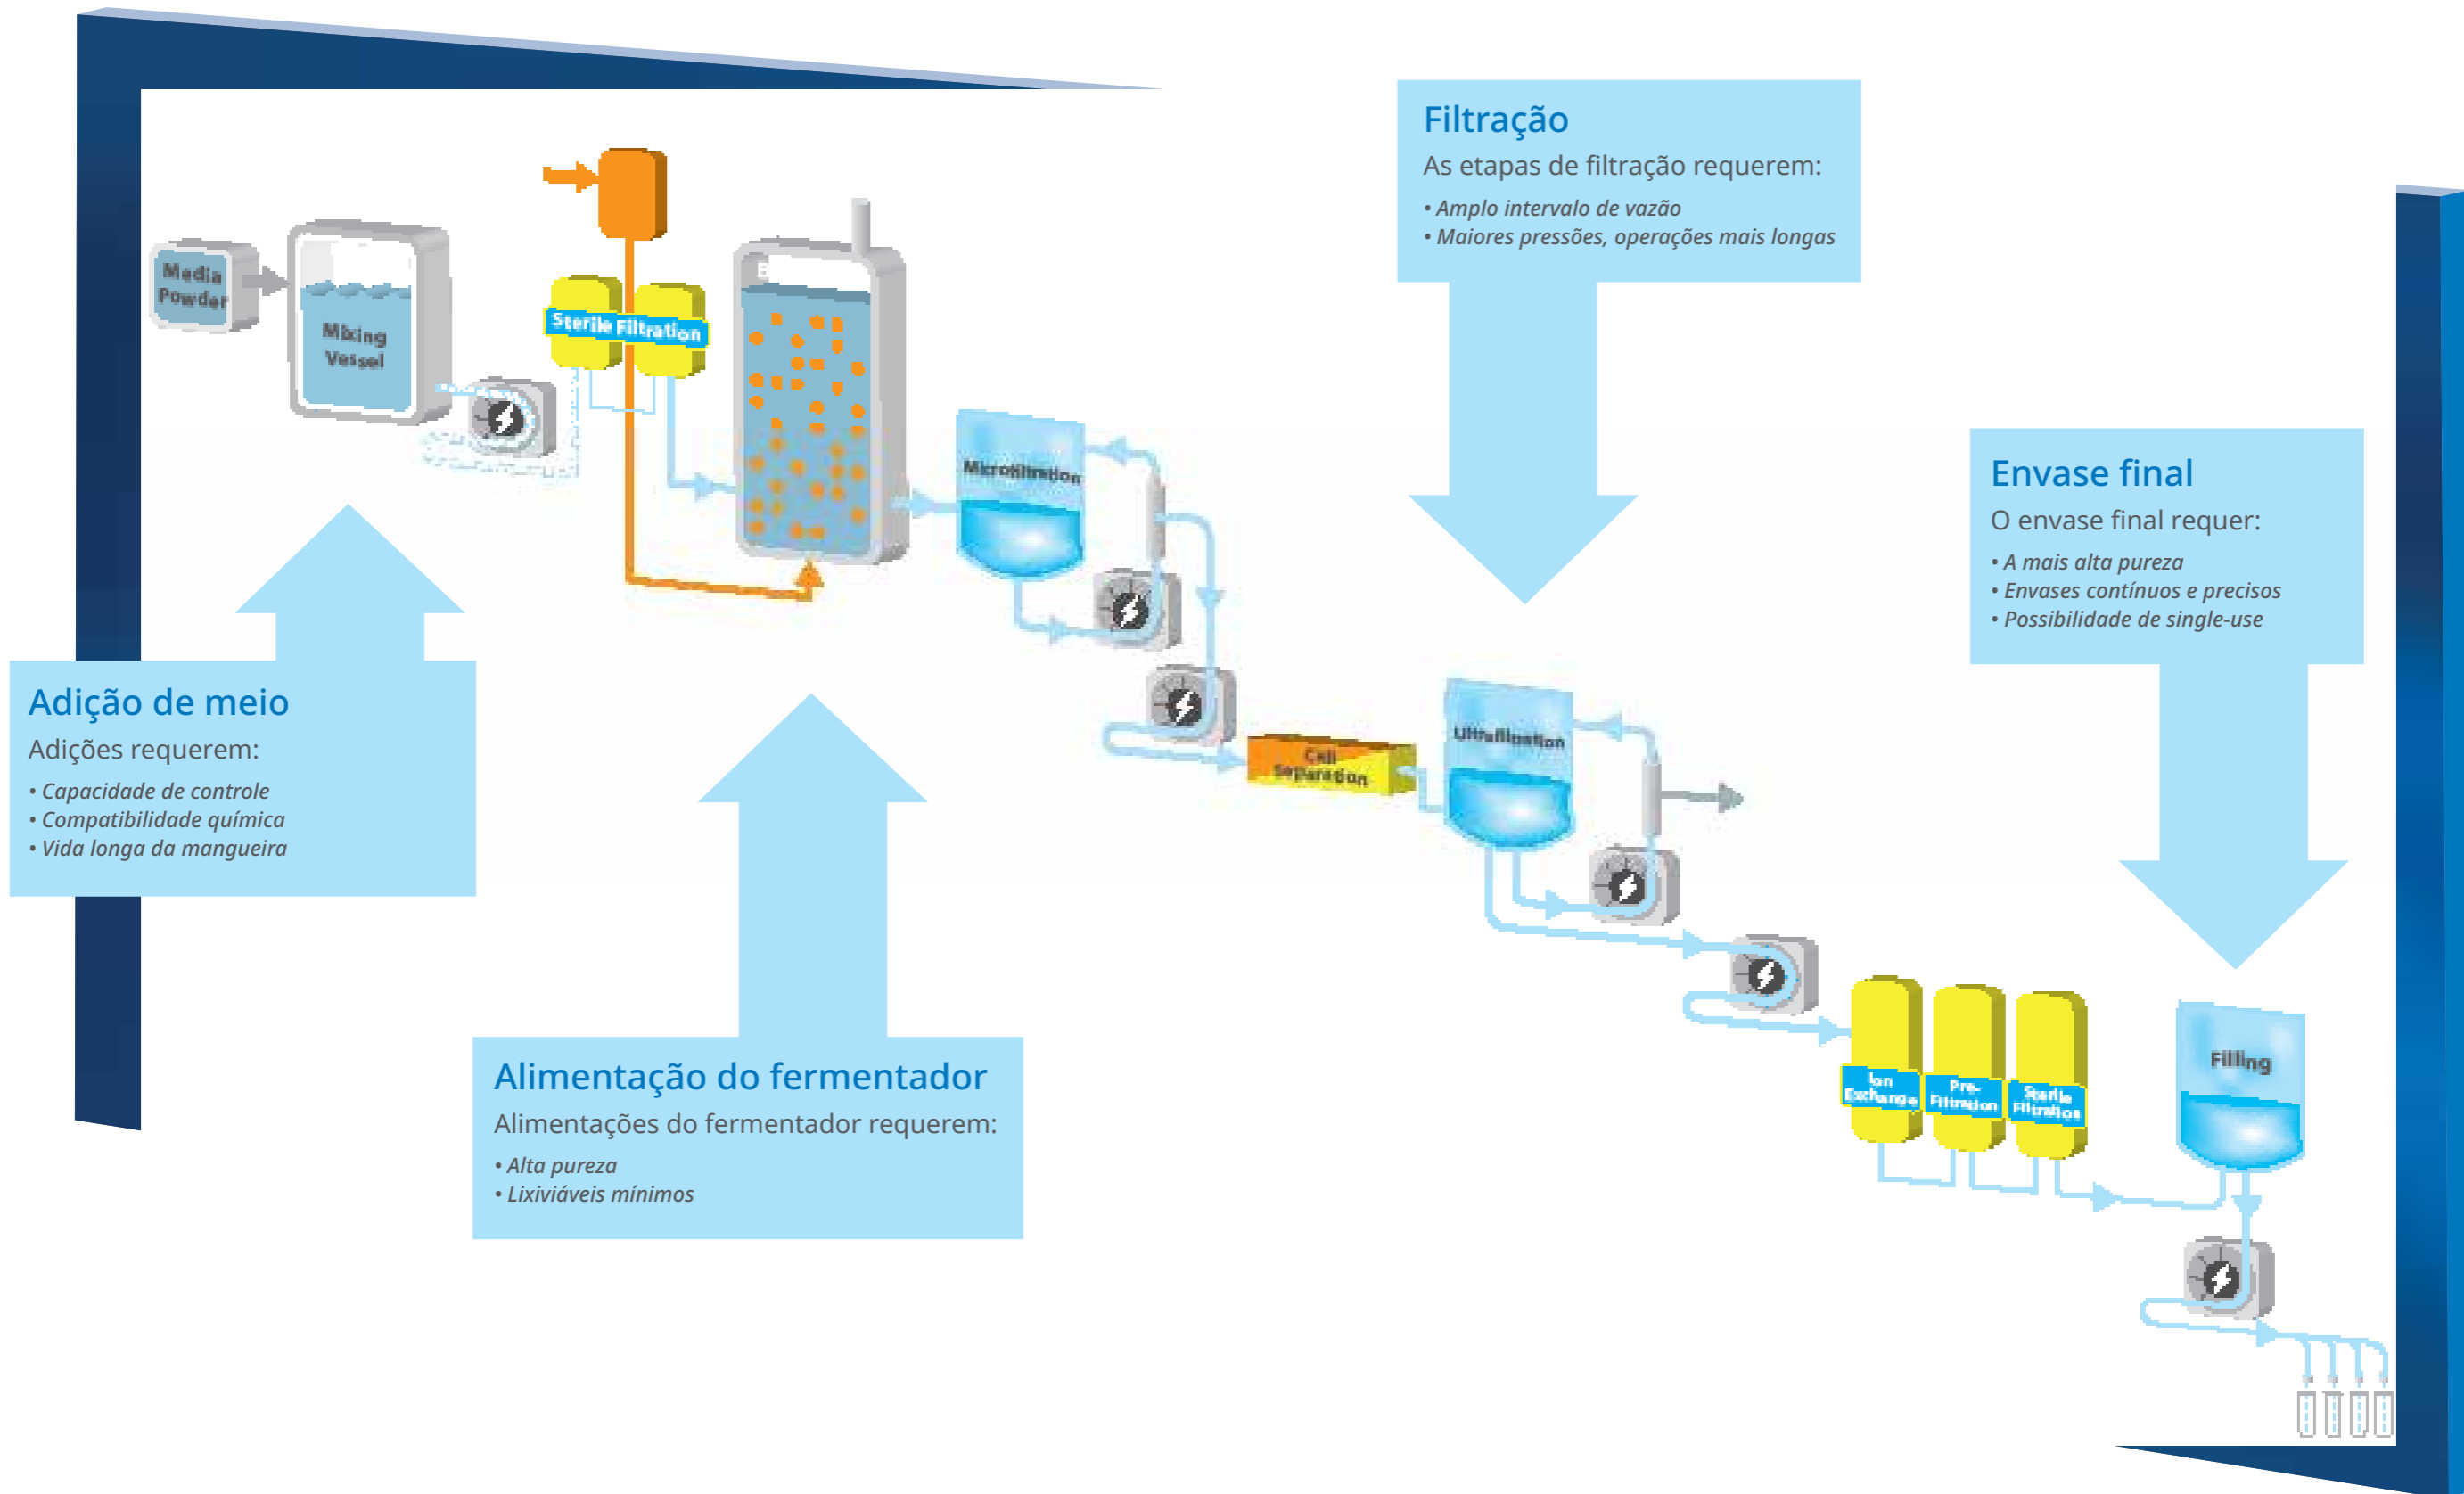 Filtração
As etapas de filtração requerem:
• Amplo intervalo de vazão
• Maiores pressões, operações mais longas
Media
Powder
Mixing
Vessel
Sterile Filtration
Microfiltration
Envase final
O envase final requer:
• A mais alta pureza
• Envases contínuos e precisos
• Possibilidade de single-use
Adição de meio
Adições requerem:
• Capacidade de controle
• Compatibilidade química
• Vida longa da mangueira
Cell
Separation
Ultrafiltration
Alimentação do fermentador
Alimentações do fermentador requerem:
• Alta pureza
• Lixiviáveis mínimos
Ion
Exchange
Pre-
Filtration
Sterile
Filtration
Filling